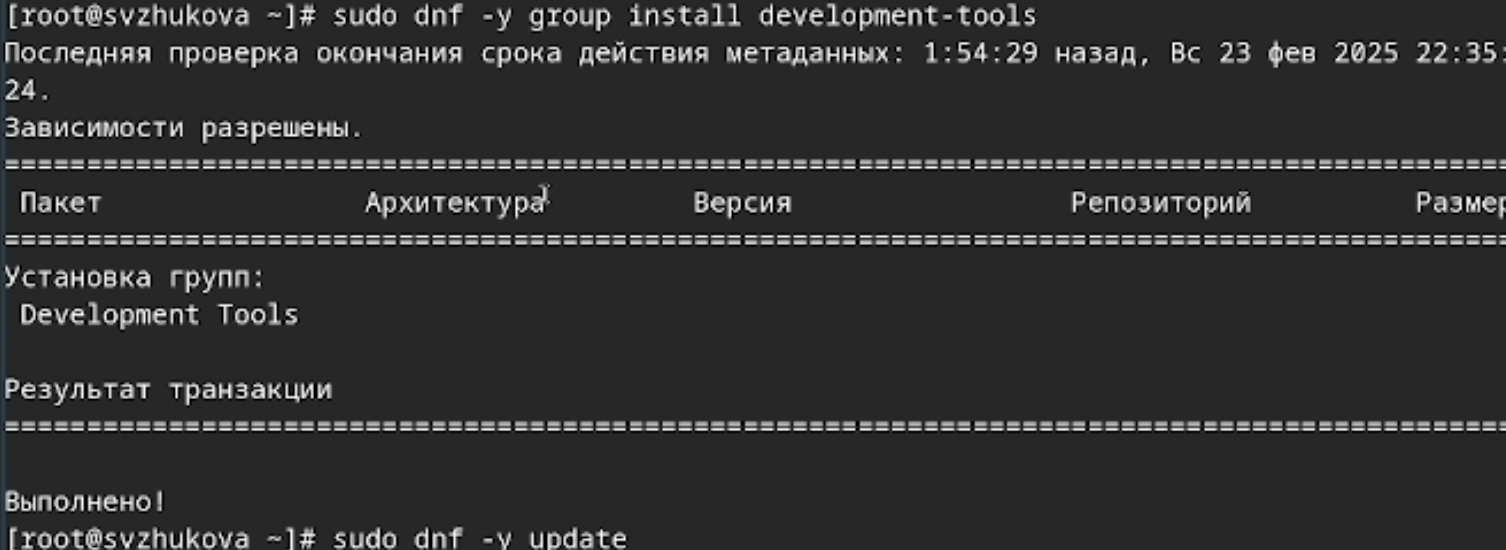 [root@svzhukova ~]# sudo dnf -y group install development-tools
Последняя проверка окончания срока действия метаданных: 1:54:29 назад, Вс 23 фев 2025 22:35:
24.
Зависимости разрешены.
================================================================================
Пакет Архитектура Версия Репозиторий Размер
================================================================================
Установка групп:
Development Tools
Результат транзакции
================================================================================
Выполнено!
[root@svzhukova ~]# sudo dnf -y update